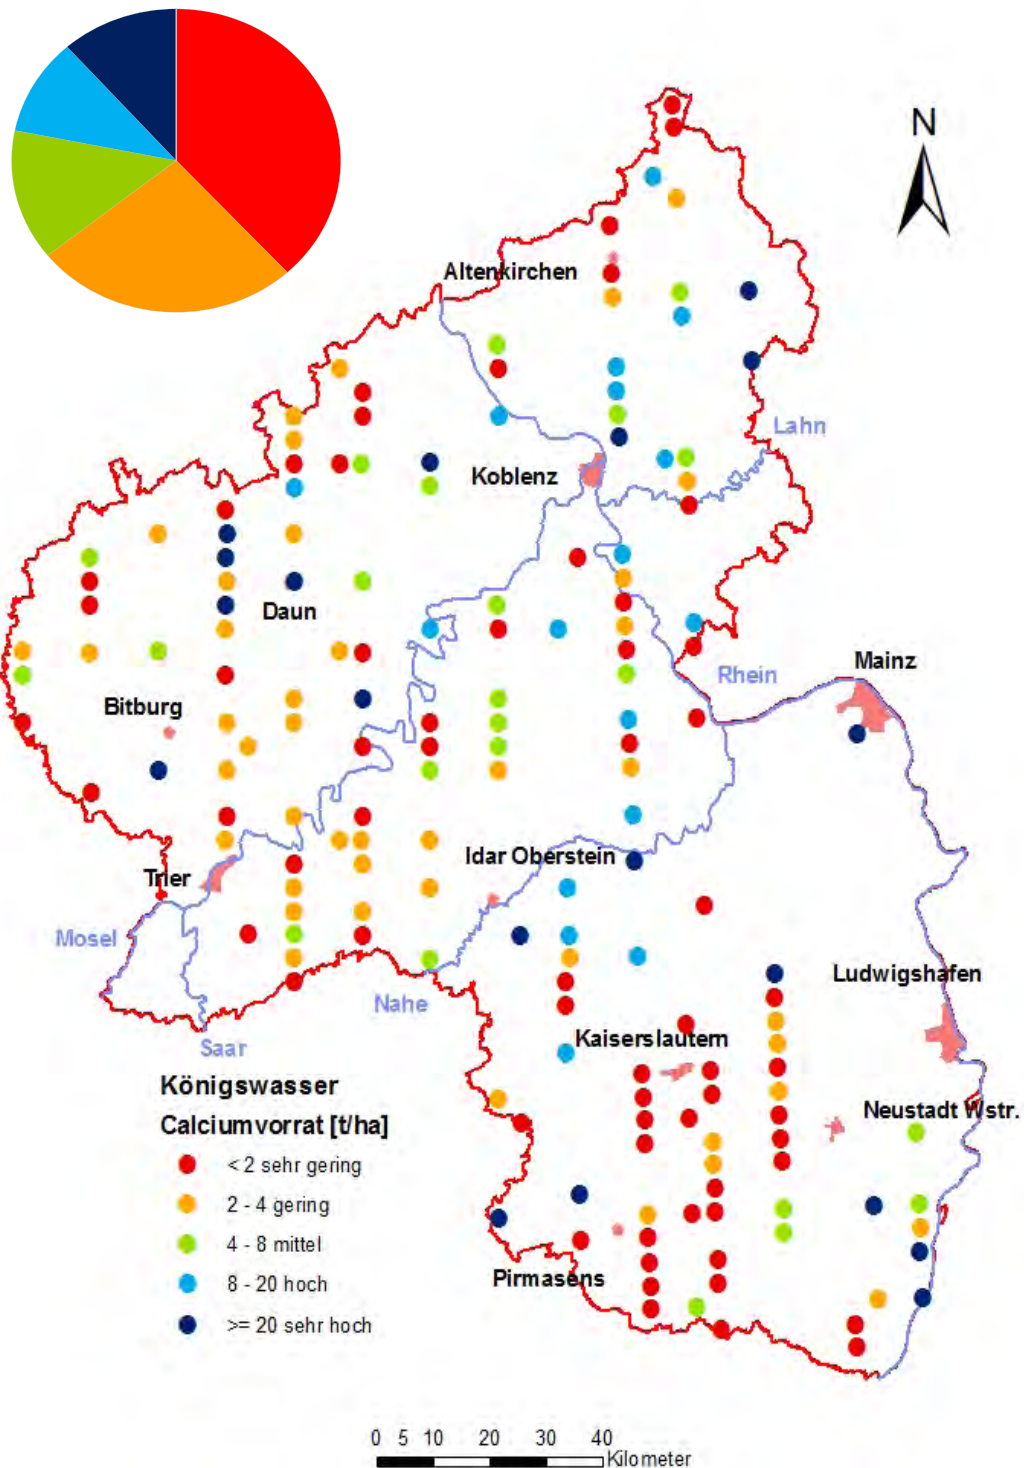 N
Altenkirchen
Lahn
Koblenz
Daun
Mainz
Rhein
Bitburg
Idar Oberstein
Trier
Mosel
Ludwigshafen
Nahe
Kaiserslautern
Saar
Königswasser
Calciumvorrat [t/ha]
Neustadt Wstr.
< 2 sehr gering
2 - 4 gering
4 - 8 mittel
8 - 20 hoch
Pirmasens
>= 20 sehr hoch
0 5 10 20 30 40
Kilometer